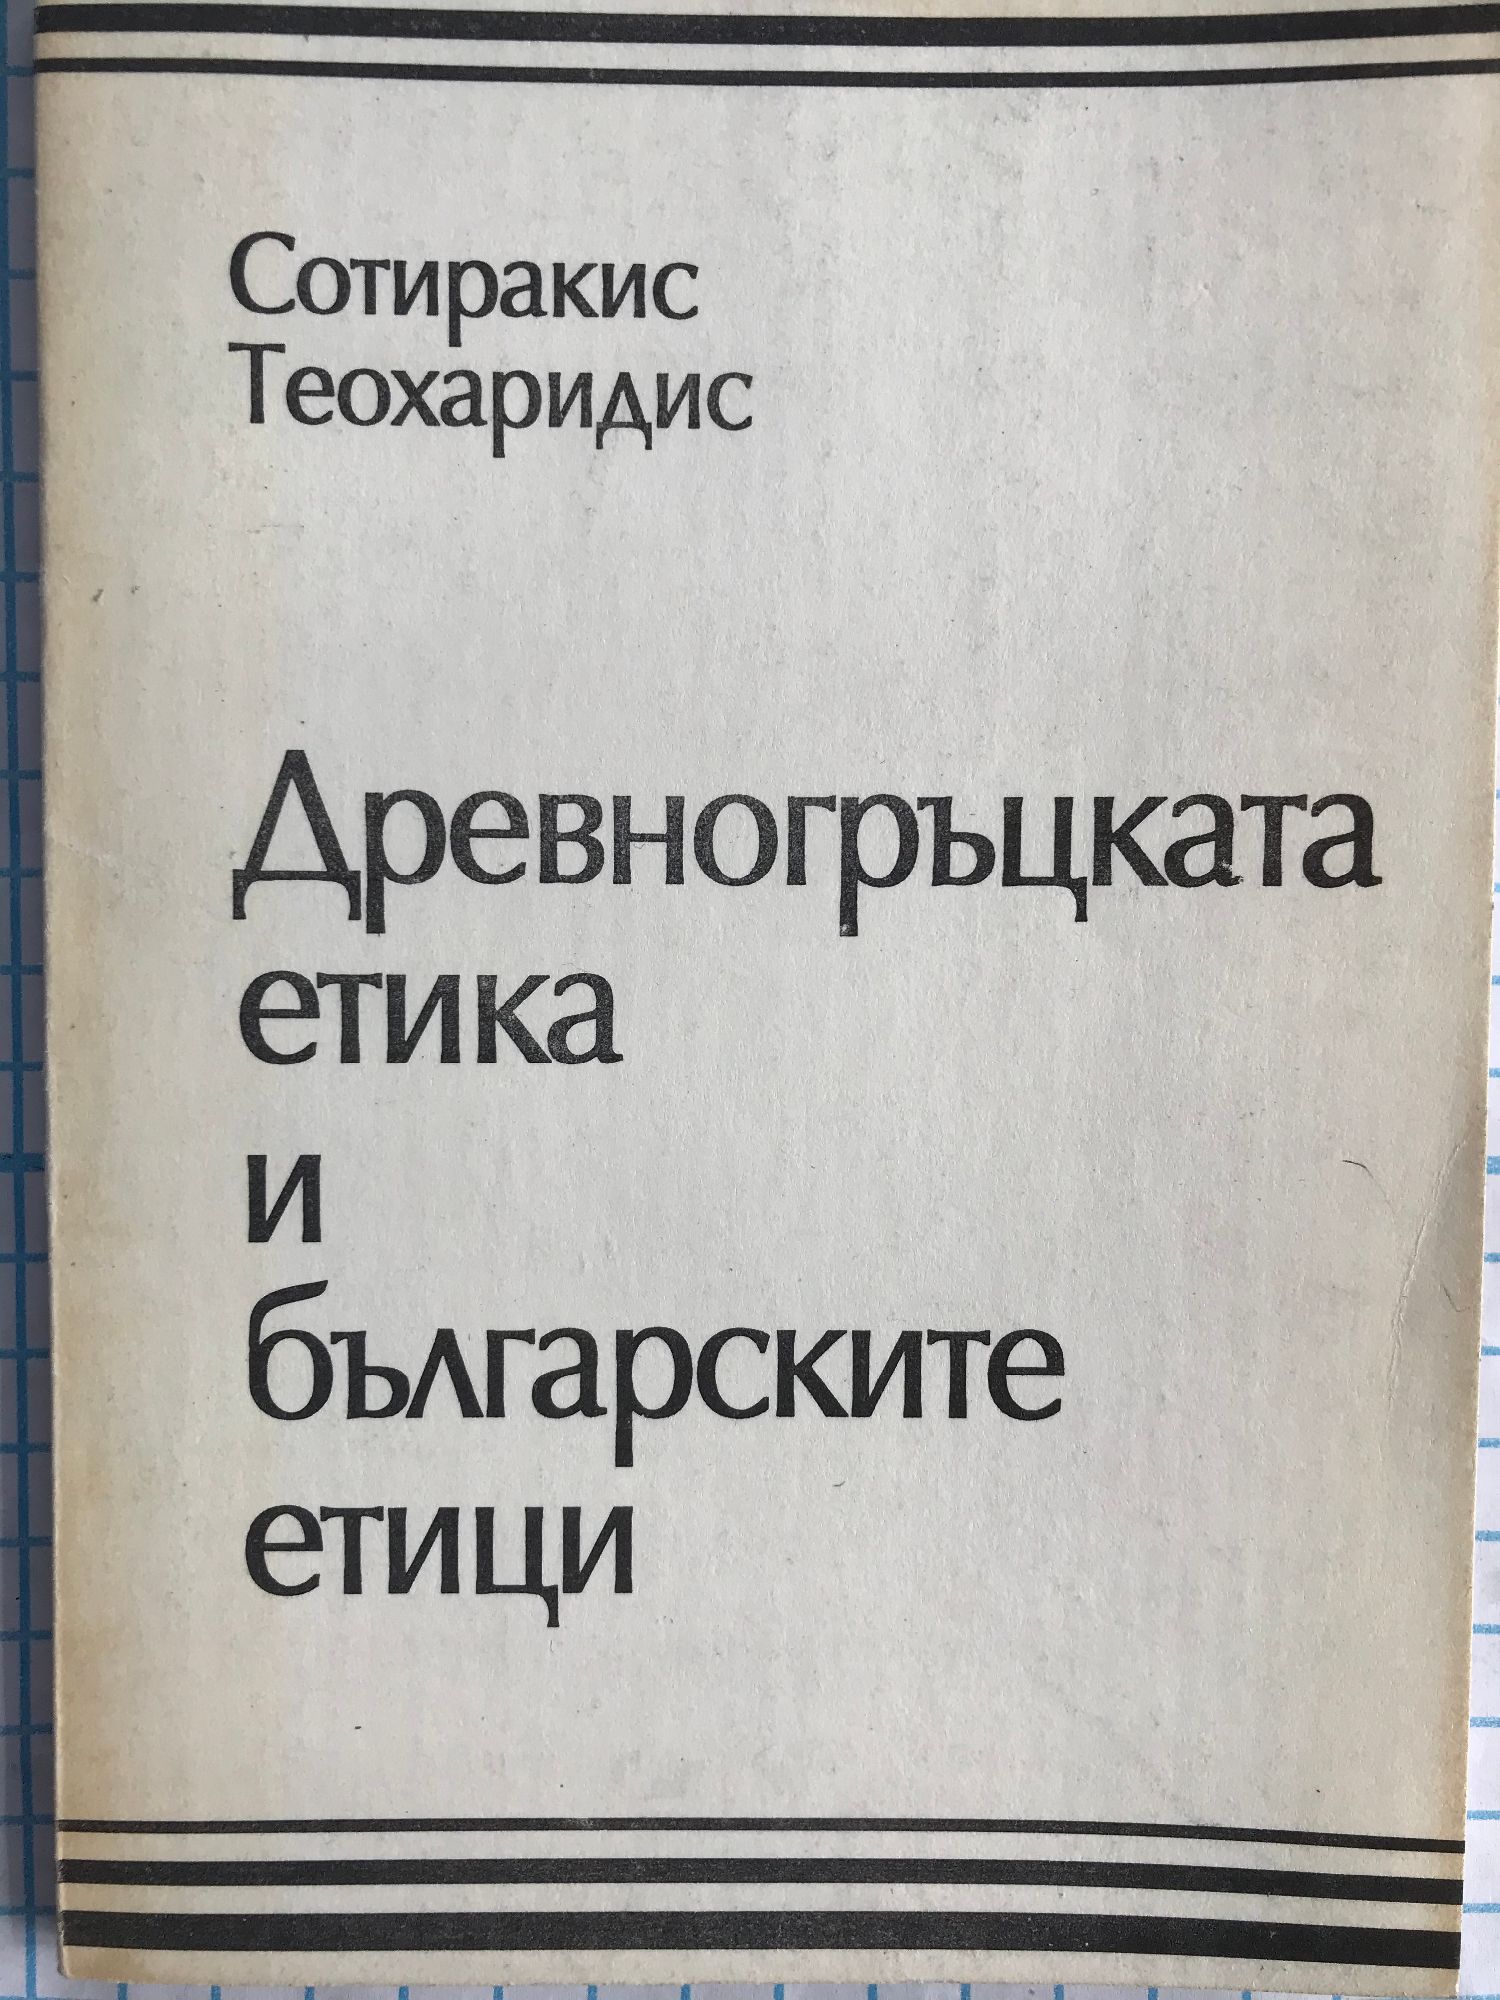 Сотиракис
Теохаридис
Древногръцката
етика
и
българските
етици